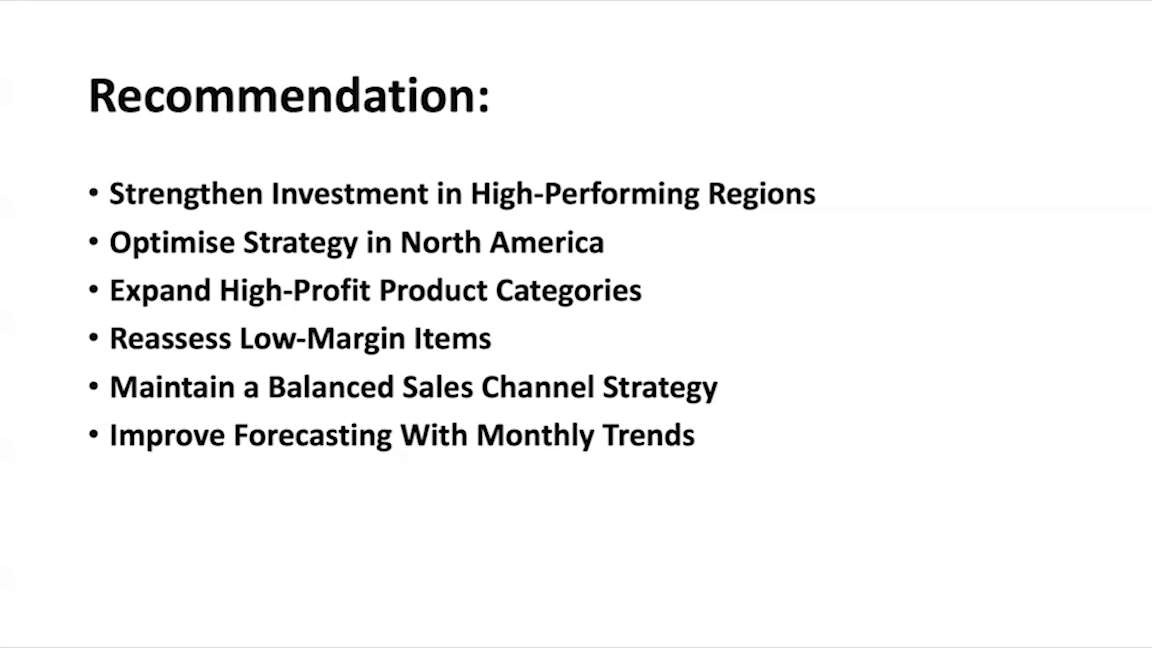 Recommendation:
• Strengthen Investment in High-Performing Regions
• Optimise Strategy in North America
• Expand High-Profit Product Categories
• Reassess Low-Margin Items
• Maintain a Balanced Sales Channel Strategy
• Improve Forecasting With Monthly Trends